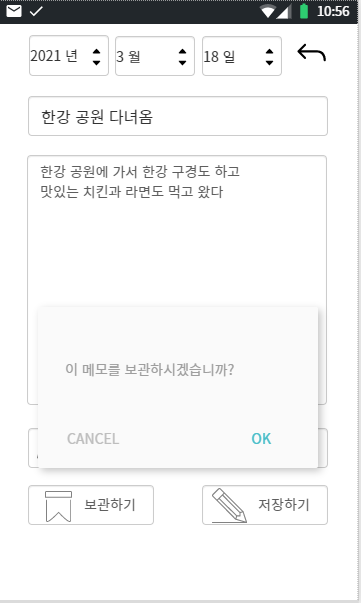 10:56
2021 년 3 월 18 일
한강 공원 다녀옴
한강 공원에 가서 한강 구경도 하고
맛있는 치킨과 라면도 먹고 왔다
이 메모를 보관하시겠습니까?
CANCEL OK
보관하기 저장하기